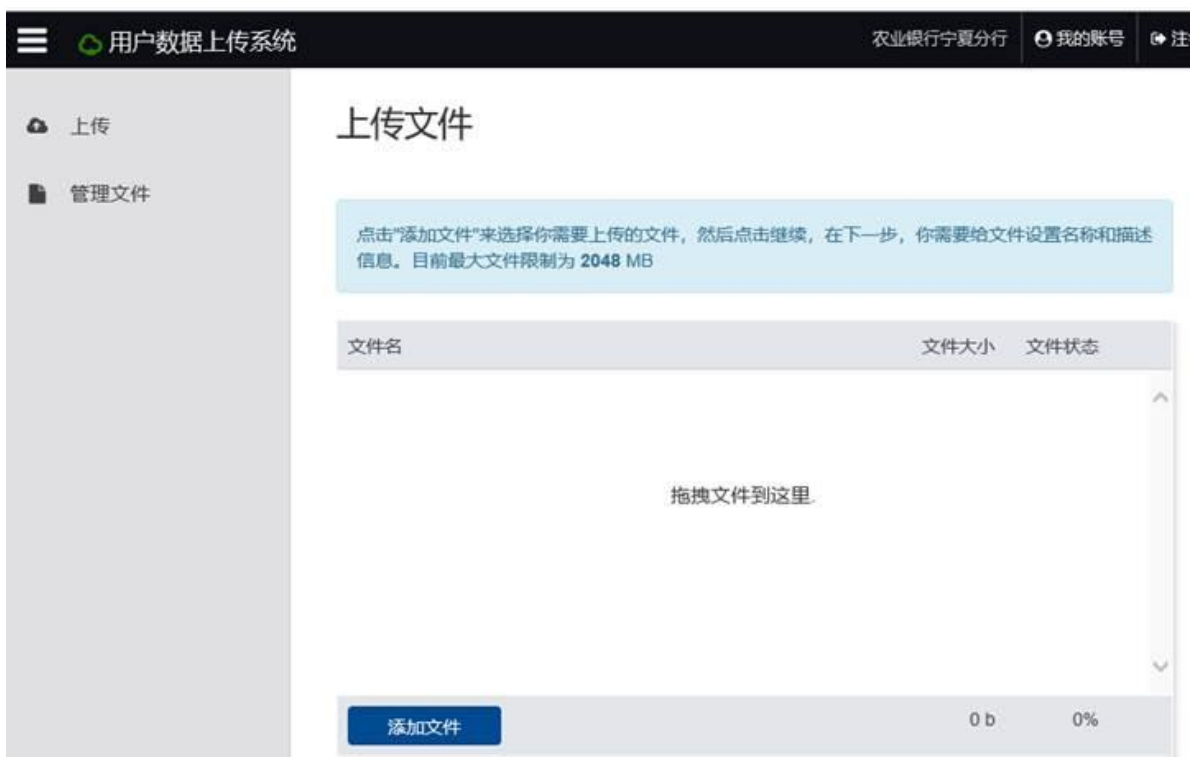 用户数据上传系统 农业银行宁夏分行 我的账号 注
上传
管理文件
上传文件
点击"添加文件"来选择你需要上传的文件，然后点击继续，在下一步，你需要给文件设置名称和描述
信息。目前最大文件限制为 2048 MB
文件名 文件大小 文件状态
拖拽文件到这里.
添加文件 0 b 0%